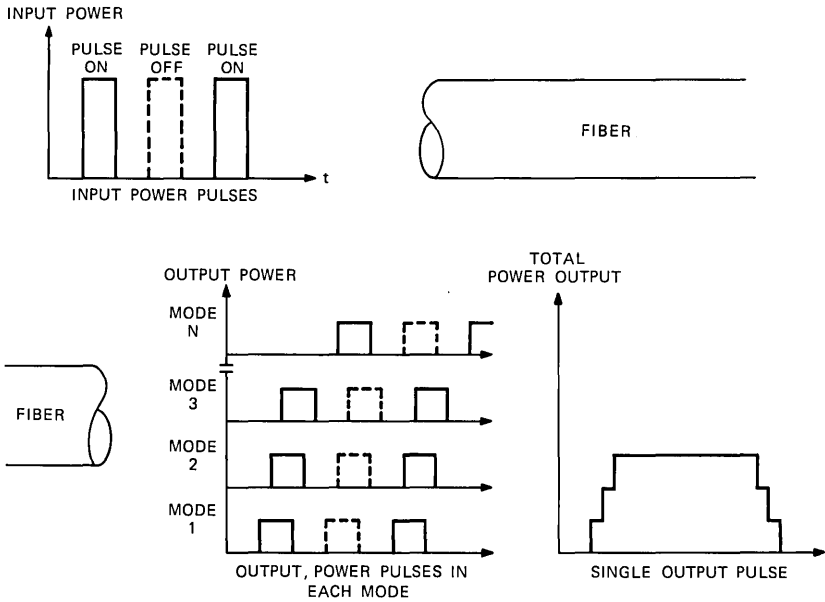 INPUT POWER
PULSE ON
PULSE OFF
PULSE ON
t
INPUT POWER PULSES
FIBER
OUTPUT POWER
MODE N
MODE 3
MODE 2
MODE 1
FIBER
OUTPUT, POWER PULSES IN
EACH MODE
TOTAL
POWER OUTPUT
SINGLE OUTPUT PULSE